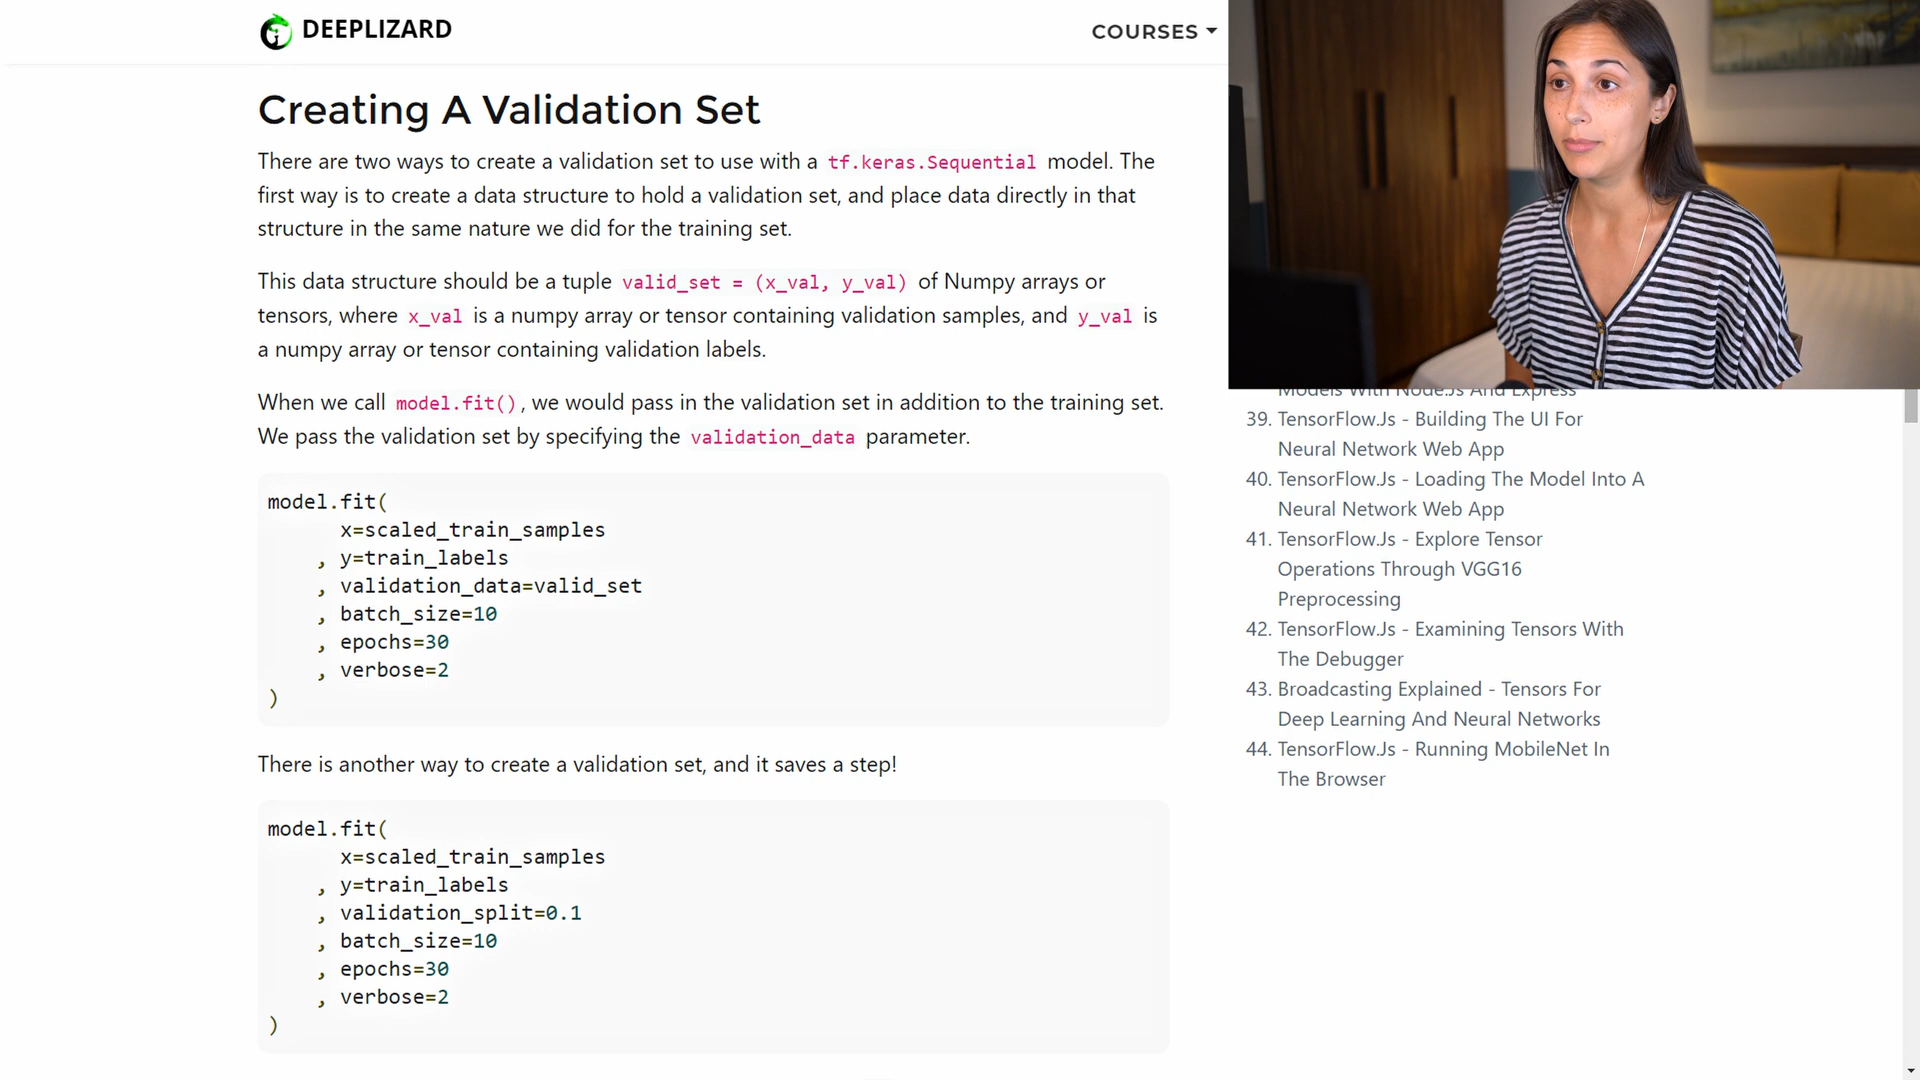 DEEPLIZARD
COURSES
Creating A Validation Set
There are two ways to create a validation set to use with a tf.keras.Sequential model. The
first way is to create a data structure to hold a validation set, and place data directly in that
structure in the same nature we did for the training set.
This data structure should be a tuple valid_set = (x_val, y_val) of Numpy arrays or
tensors, where x_val is a numpy array or tensor containing validation samples, and y_val is
a numpy array or tensor containing validation labels.
When we call model.fit(), we would pass in the validation set in addition to the training set.
We pass the validation set by specifying the validation_data parameter.
model.fit(
x=scaled_train_samples
, y=train_labels
, validation_data=valid_set
, batch_size=10
, epochs=30
, verbose=2
)
There is another way to create a validation set, and it saves a step!
model.fit(
x=scaled_train_samples
, y=train_labels
, validation_split=0.1
, batch_size=10
, epochs=30
, verbose=2
)
Models With Node.Js And Express
39. TensorFlow.Js - Building The UI For
Neural Network Web App
40. TensorFlow.Js - Loading The Model Into A
Neural Network Web App
41. TensorFlow.Js - Explore Tensor
Operations Through VGG16
Preprocessing
42. TensorFlow.Js - Examining Tensors With
The Debugger
43. Broadcasting Explained - Tensors For
Deep Learning And Neural Networks
44. TensorFlow.Js - Running MobileNet In
The Browser